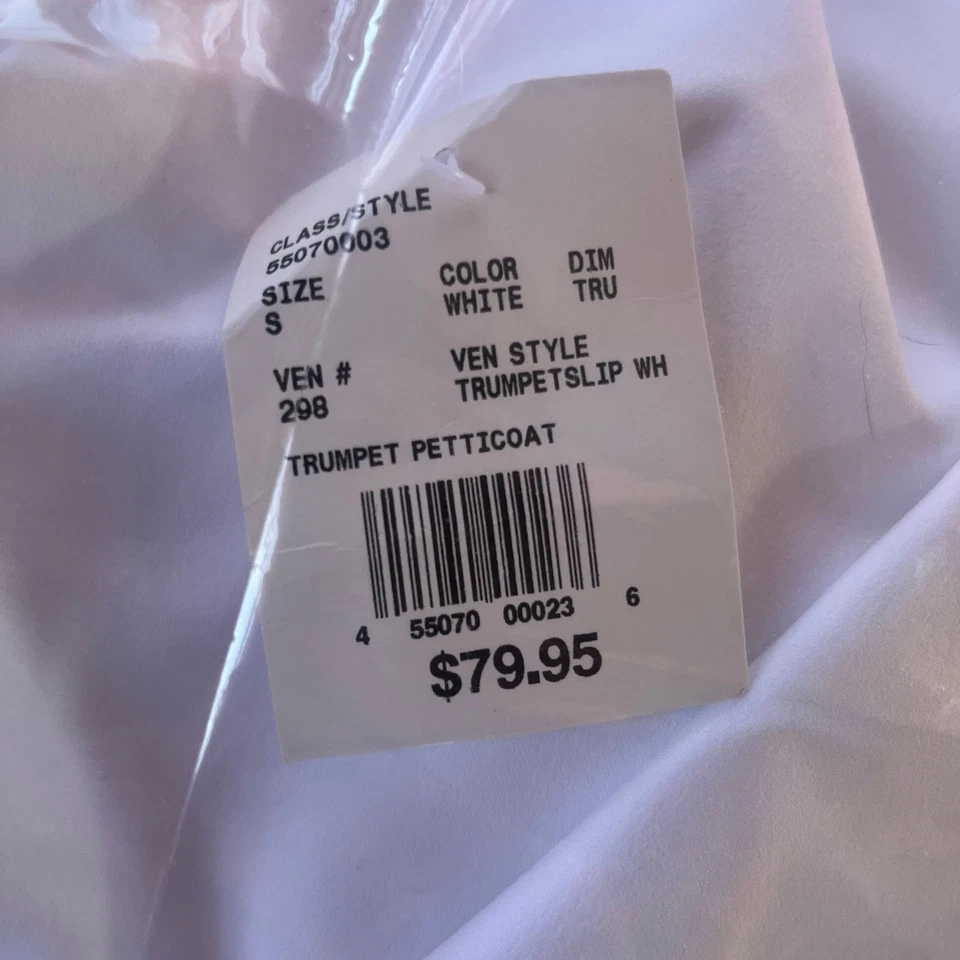 CLASS/STYLE
55070003
SIZE COLOR DIM
S WHITE TRU
VEN # VEN STYLE
298 TRUMPETSLIP WH
TRUMPET PETTICOAT
4 55070 00023 6
$79.95